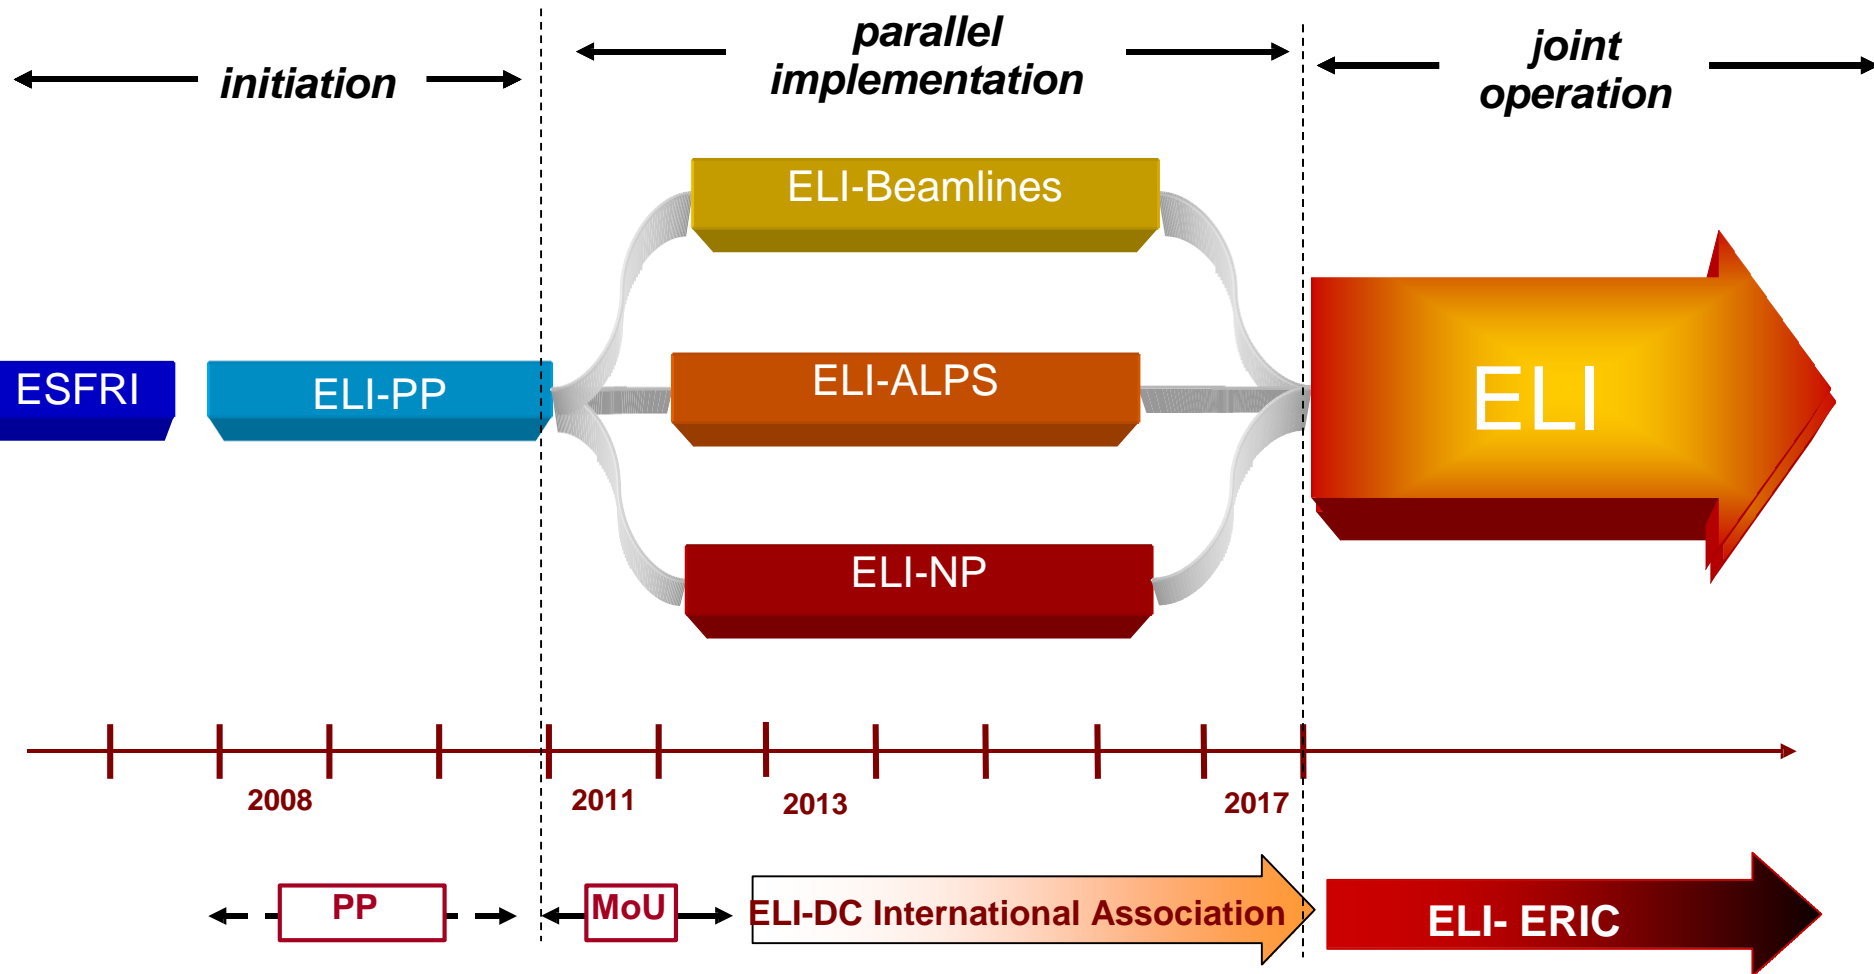 initiation
parallel
implementation
joint
operation
ELI-Beamlines
ESFRI
ELI-PP
ELI-ALPS
ELI
ELI-NP
2008
2011
2013
2017
PP
MoU
ELI-DC International Association
ELI- ERIC